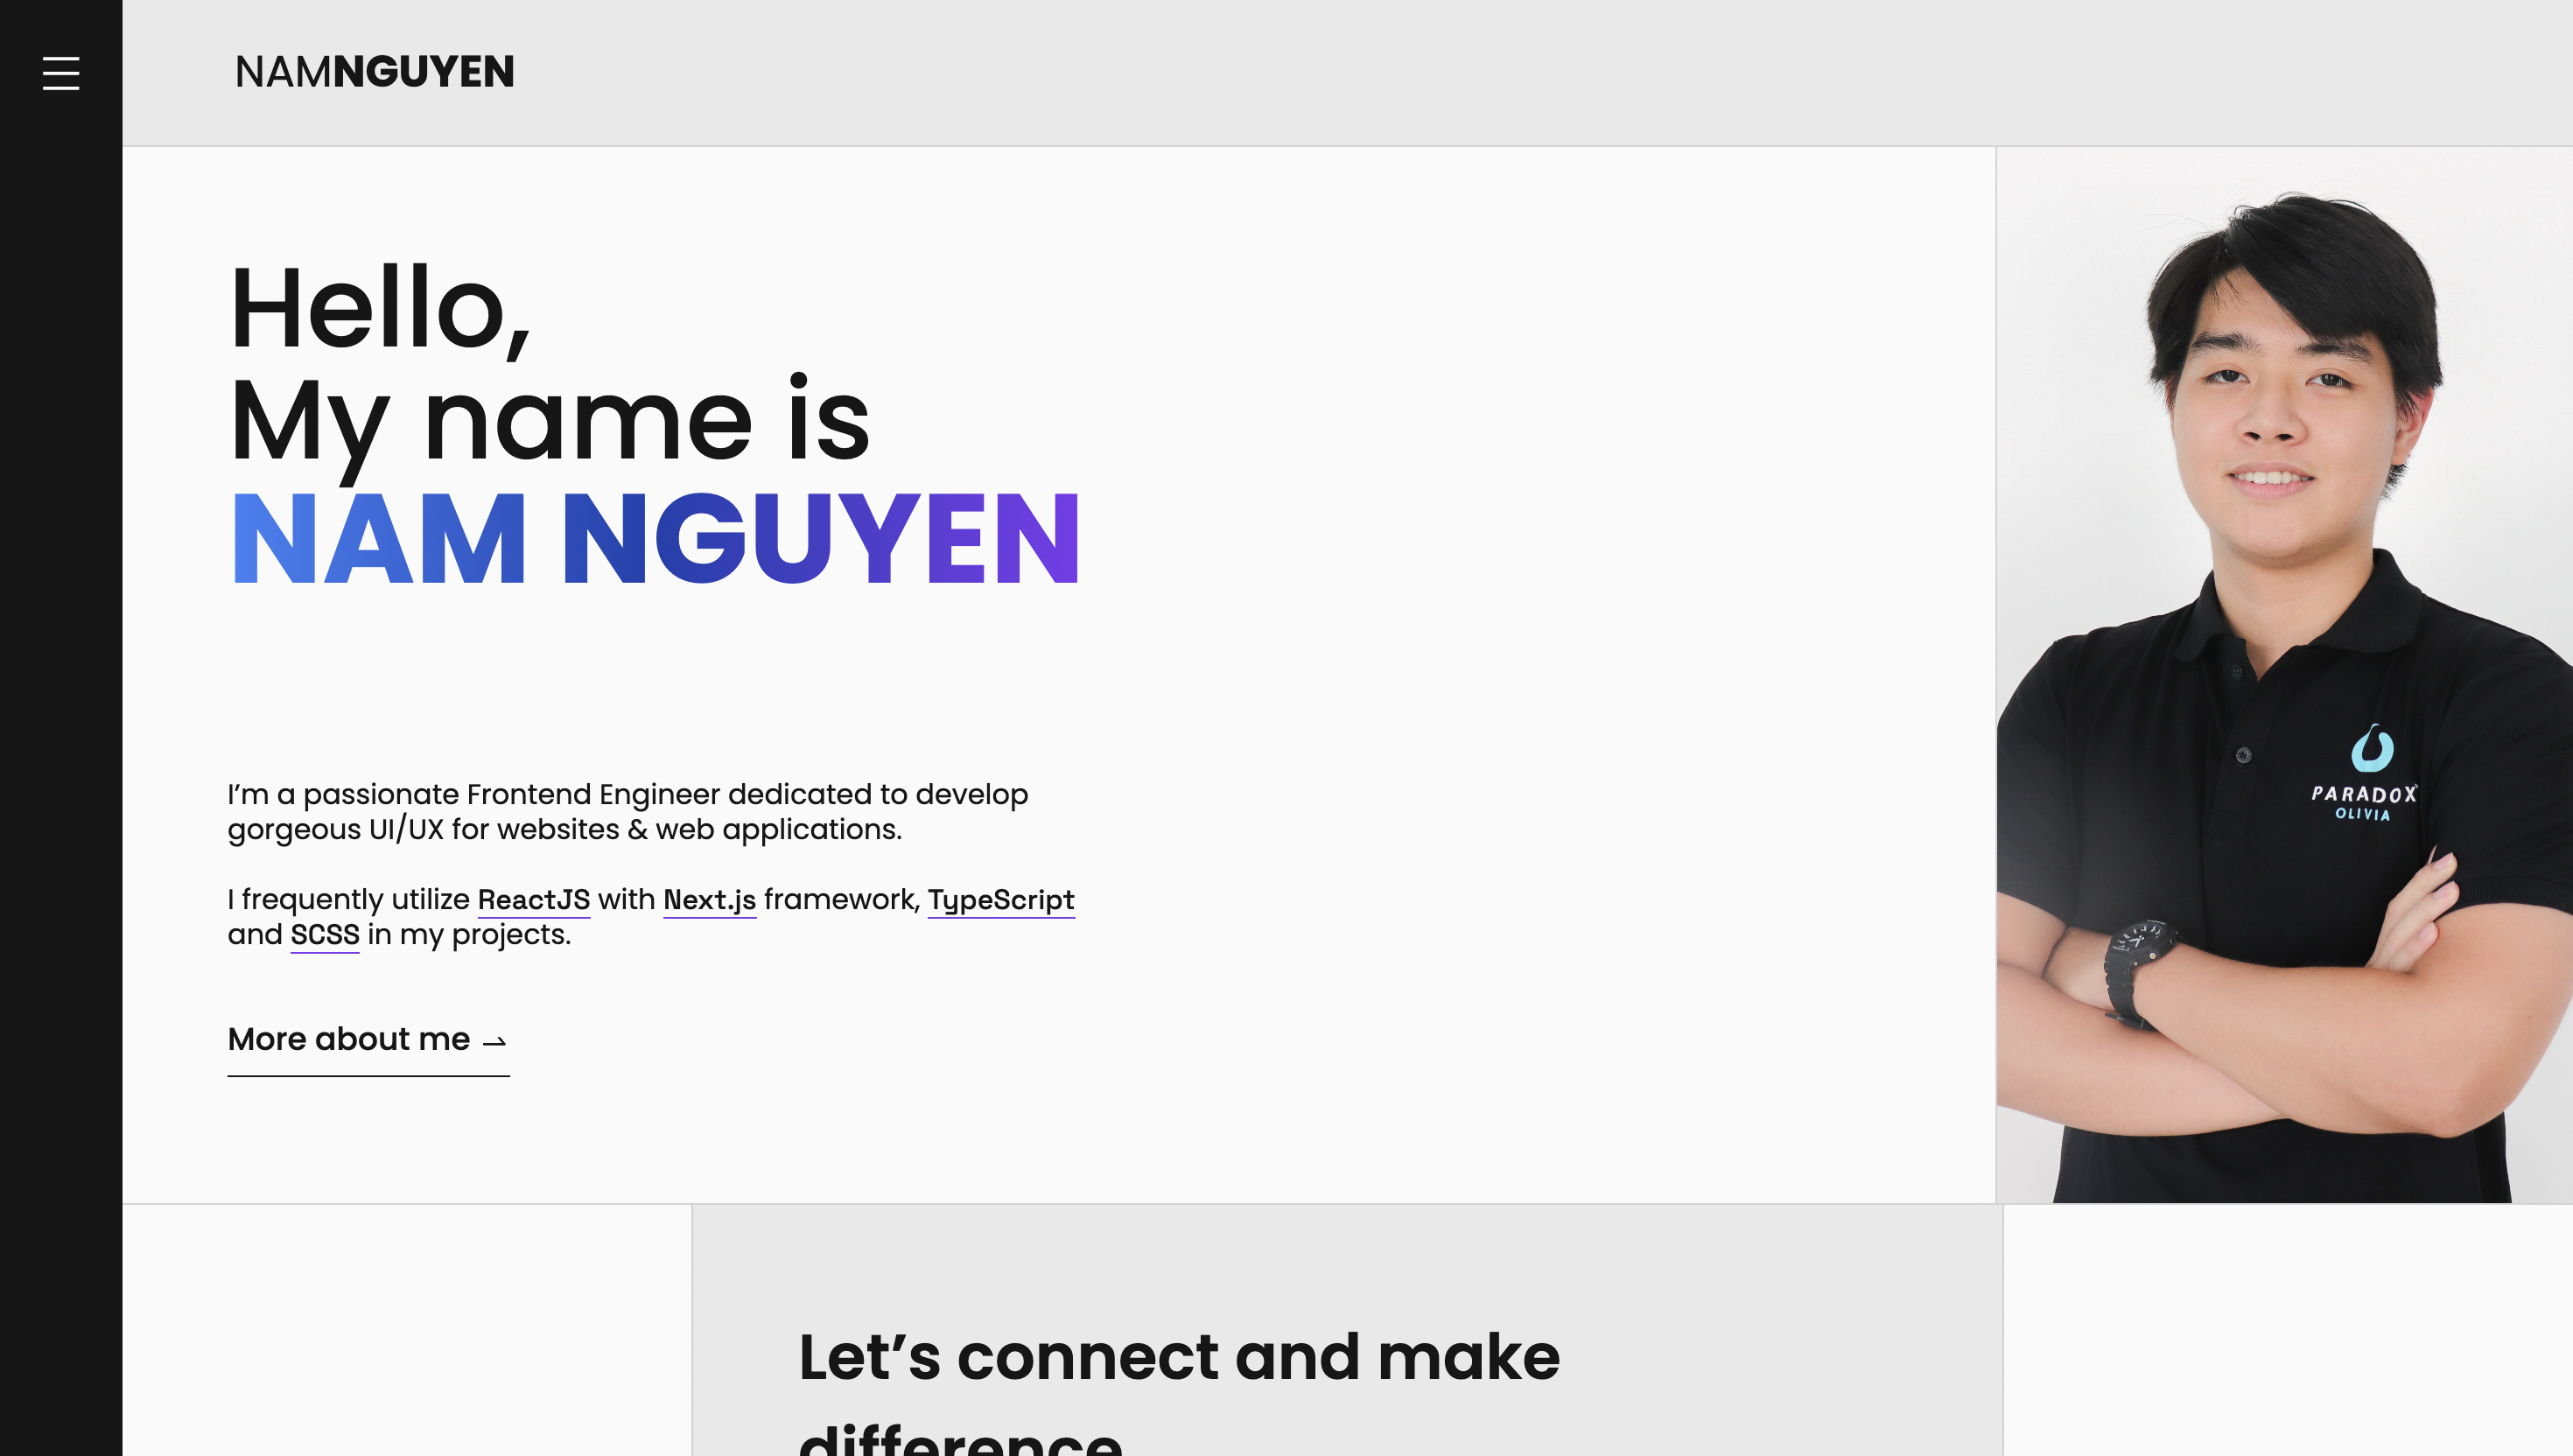 NAMNGUYEN
Hello,
My name is
NAM NGUYEN
I’m a passionate Frontend Engineer dedicated to develop
gorgeous UI/UX for websites & web applications.
I frequently utilize ReactJS with Next.js framework, TypeScript
and SCSS in my projects.
More about me →
PARADOX
OLIVIA
Let’s connect and make
difference